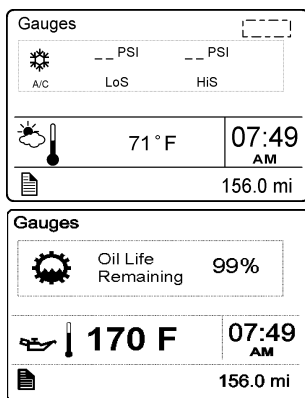 Gauges
_ _ PSI _ _ PSI
A/C LoS HiS
71°F 07:49
AM
156.0 mi
Gauges
Oil Life
Remaining 99%
170 F 07:49
AM
156.0 mi